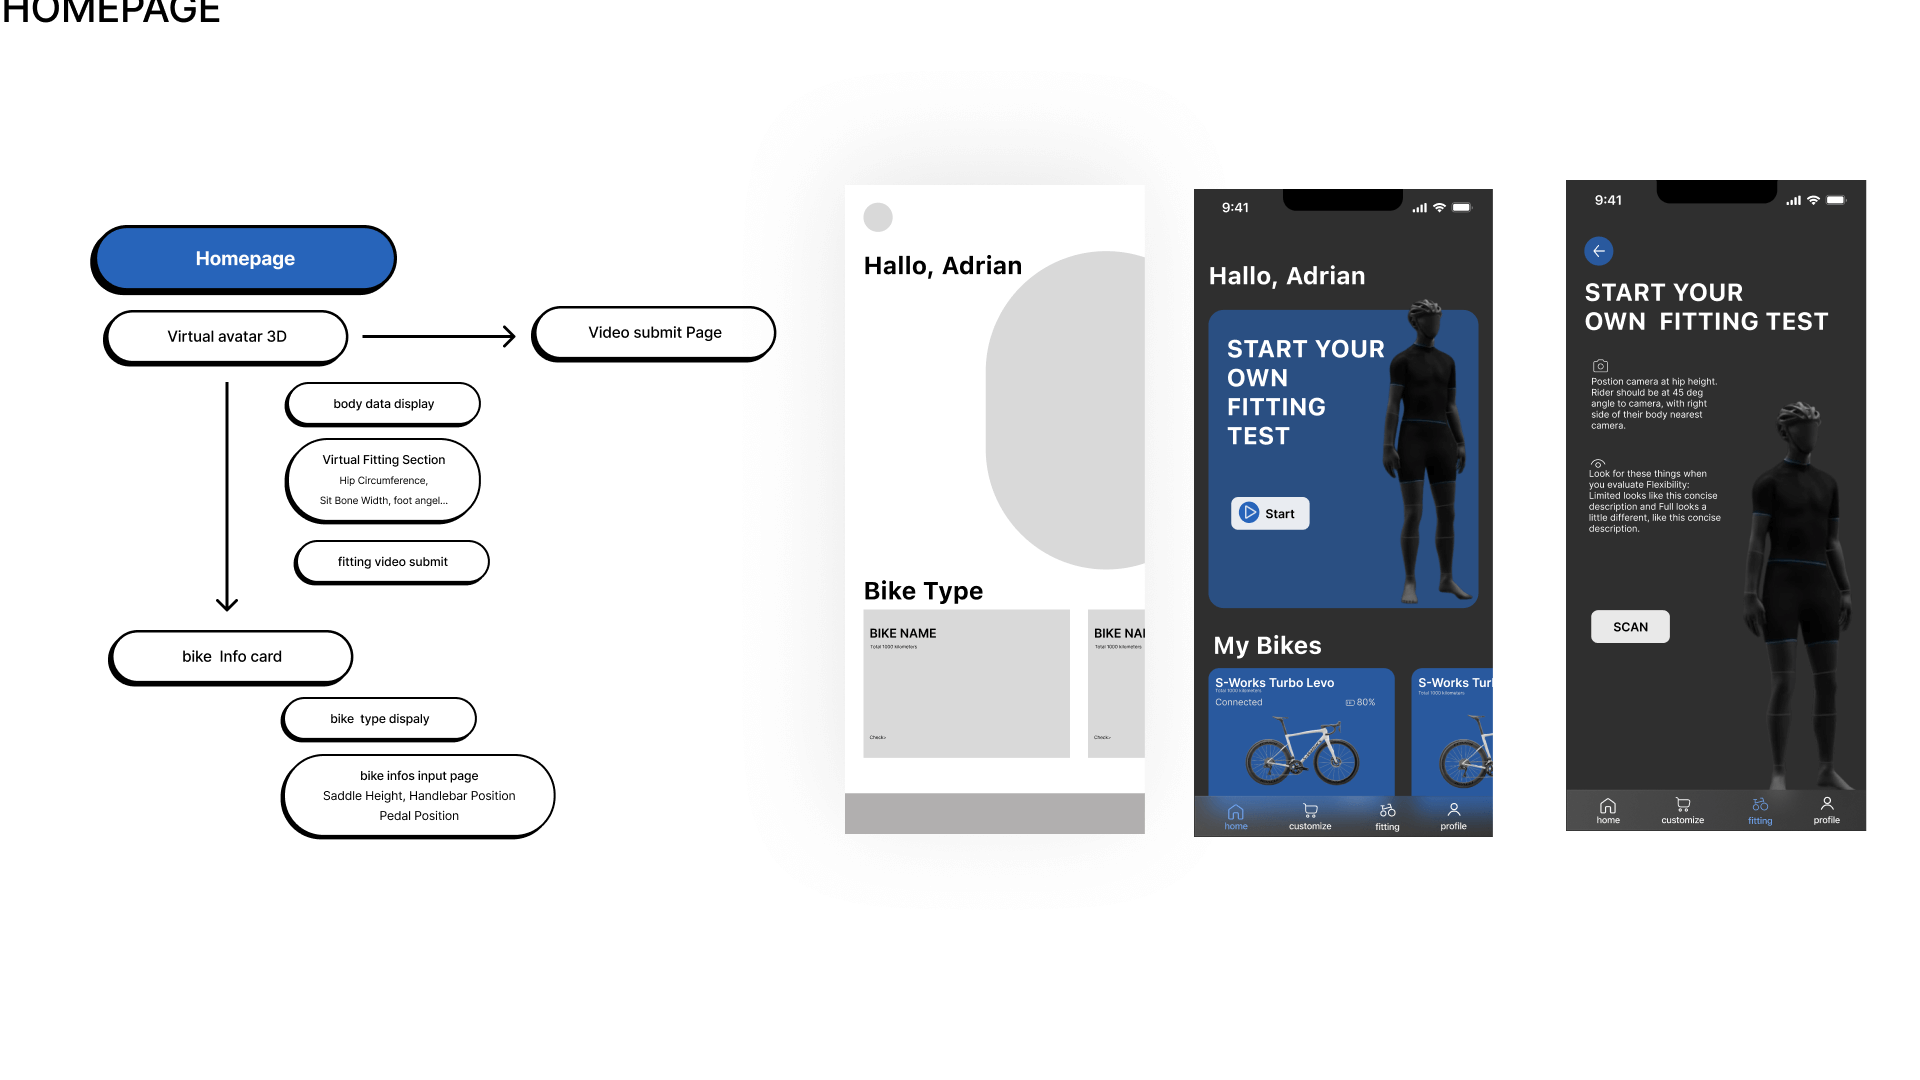 HOMEPAGE
Homepage
Virtual avatar 3D
Video submit Page
body data display
Virtual Fitting Section
Hip Circumference,
Sit Bone Width, foot angel...
fitting video submit
bike Info card
bike type dispaly
bike infos input page
Saddle Height, Handlebar Position
Pedal Position
Hallo, Adrian
Bike Type
BIKE NAME
Total 1000 kilometers
Check>
BIKE NAM
Total 1000 kilometers
Check>
9:41
Hallo, Adrian
START YOUR
OWN
FITTING
TEST
Start
My Bikes
S-Works Turbo Levo
Total 1000 kilometers
Connected
80%
S-Works Turl
Total 1000 kilometers
home
customize
fitting
profile
9:41
START YOUR
OWN FITTING TEST
Postion camera at hip height.
Rider should be at 45 deg
angle to camera, with right
side of their body nearest
camera.
Look for these things when
you evaluate Flexibility:
Limited looks like this concise
description and Full looks a
little different, like this concise
description.
SCAN
home
customize
fitting
profile